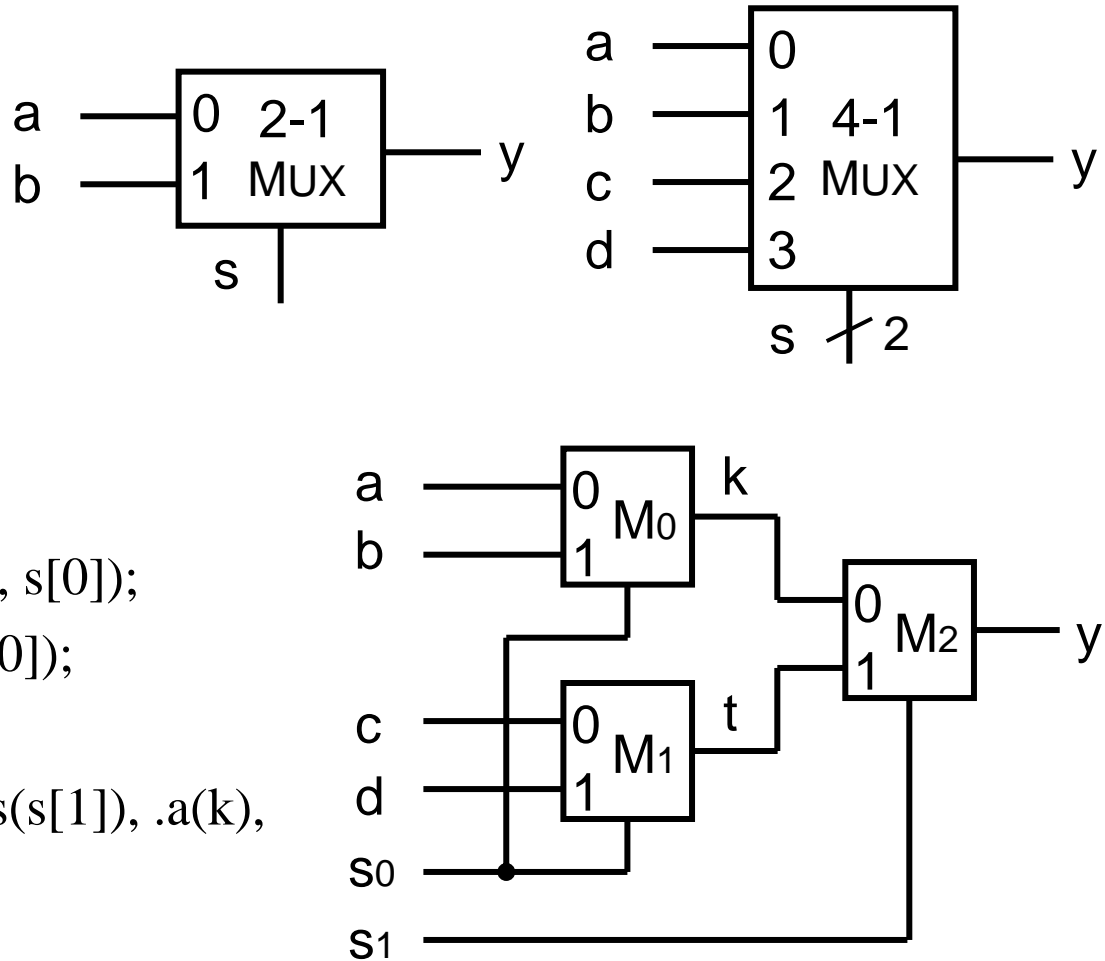 a
0 2-1
b
1 MUX
y
s
a
0
b
1 4-1
c
2 MUX
d
3
y
s
2
, s[0]);
0]);
s(s[1]), .a(k),
a
0
b
1
M0
k
c
0
d
1
M1
t
s0
s1
0
1
M2
y